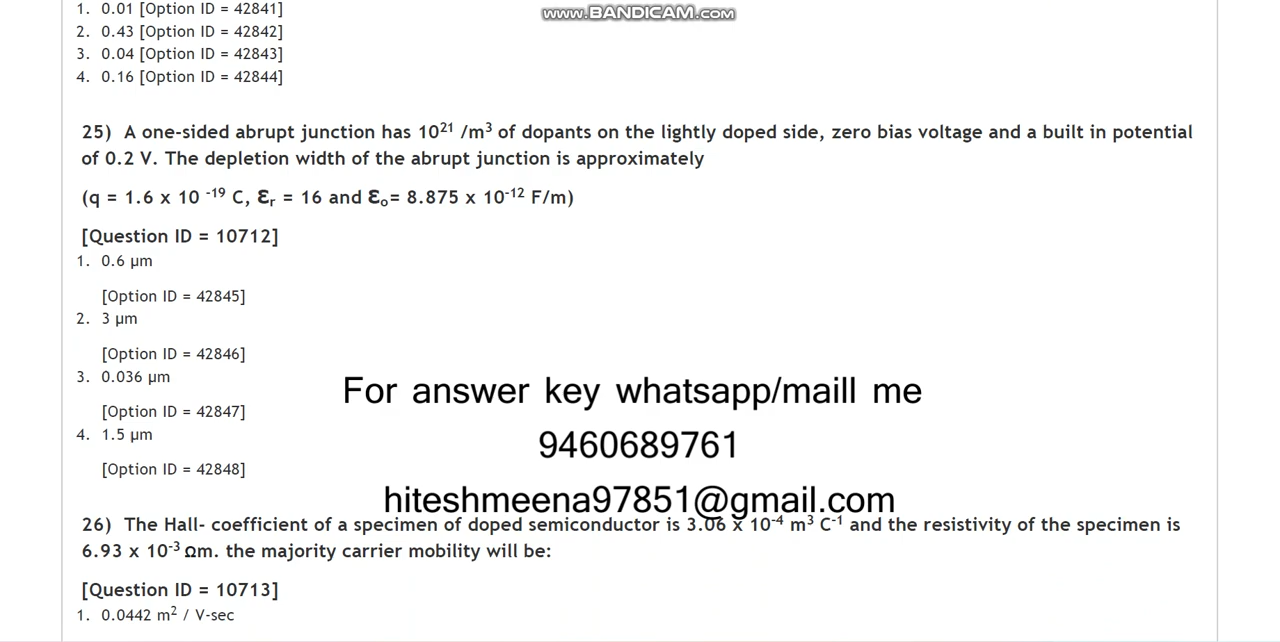 1. 0.01 [Option ID = 42841]
www.BANDICAM.com
2. 0.43 [Option ID = 42842]
3. 0.04 [Option ID = 42843]
4. 0.16 [Option ID = 42844]
25) A one-sided abrupt junction has 10²¹ /m³ of dopants on the lightly doped side, zero bias voltage and a built in potential
of 0.2 V. The depletion width of the abrupt junction is approximately
(q = 1.6 x 10 ⁻¹⁹ C, Ɛᵣ = 16 and Ɛₒ= 8.875 x 10⁻¹² F/m)
[Question ID = 10712]
1. 0.6 µm
[Option ID = 42845]
2. 3 µm
[Option ID = 42846]
3. 0.036 µm
[Option ID = 42847]
4. 1.5 µm
[Option ID = 42848]
For answer key whatsapp/maill me
9460689761
hiteshmeena97851@gmail.com
26) The Hall- coefficient of a specimen of doped semiconductor is 3.06 x 10⁻⁴ m³ C⁻¹ and the resistivity of the specimen is
6.93 x 10⁻³ Ωm. the majority carrier mobility will be:
[Question ID = 10713]
1. 0.0442 m² / V-sec